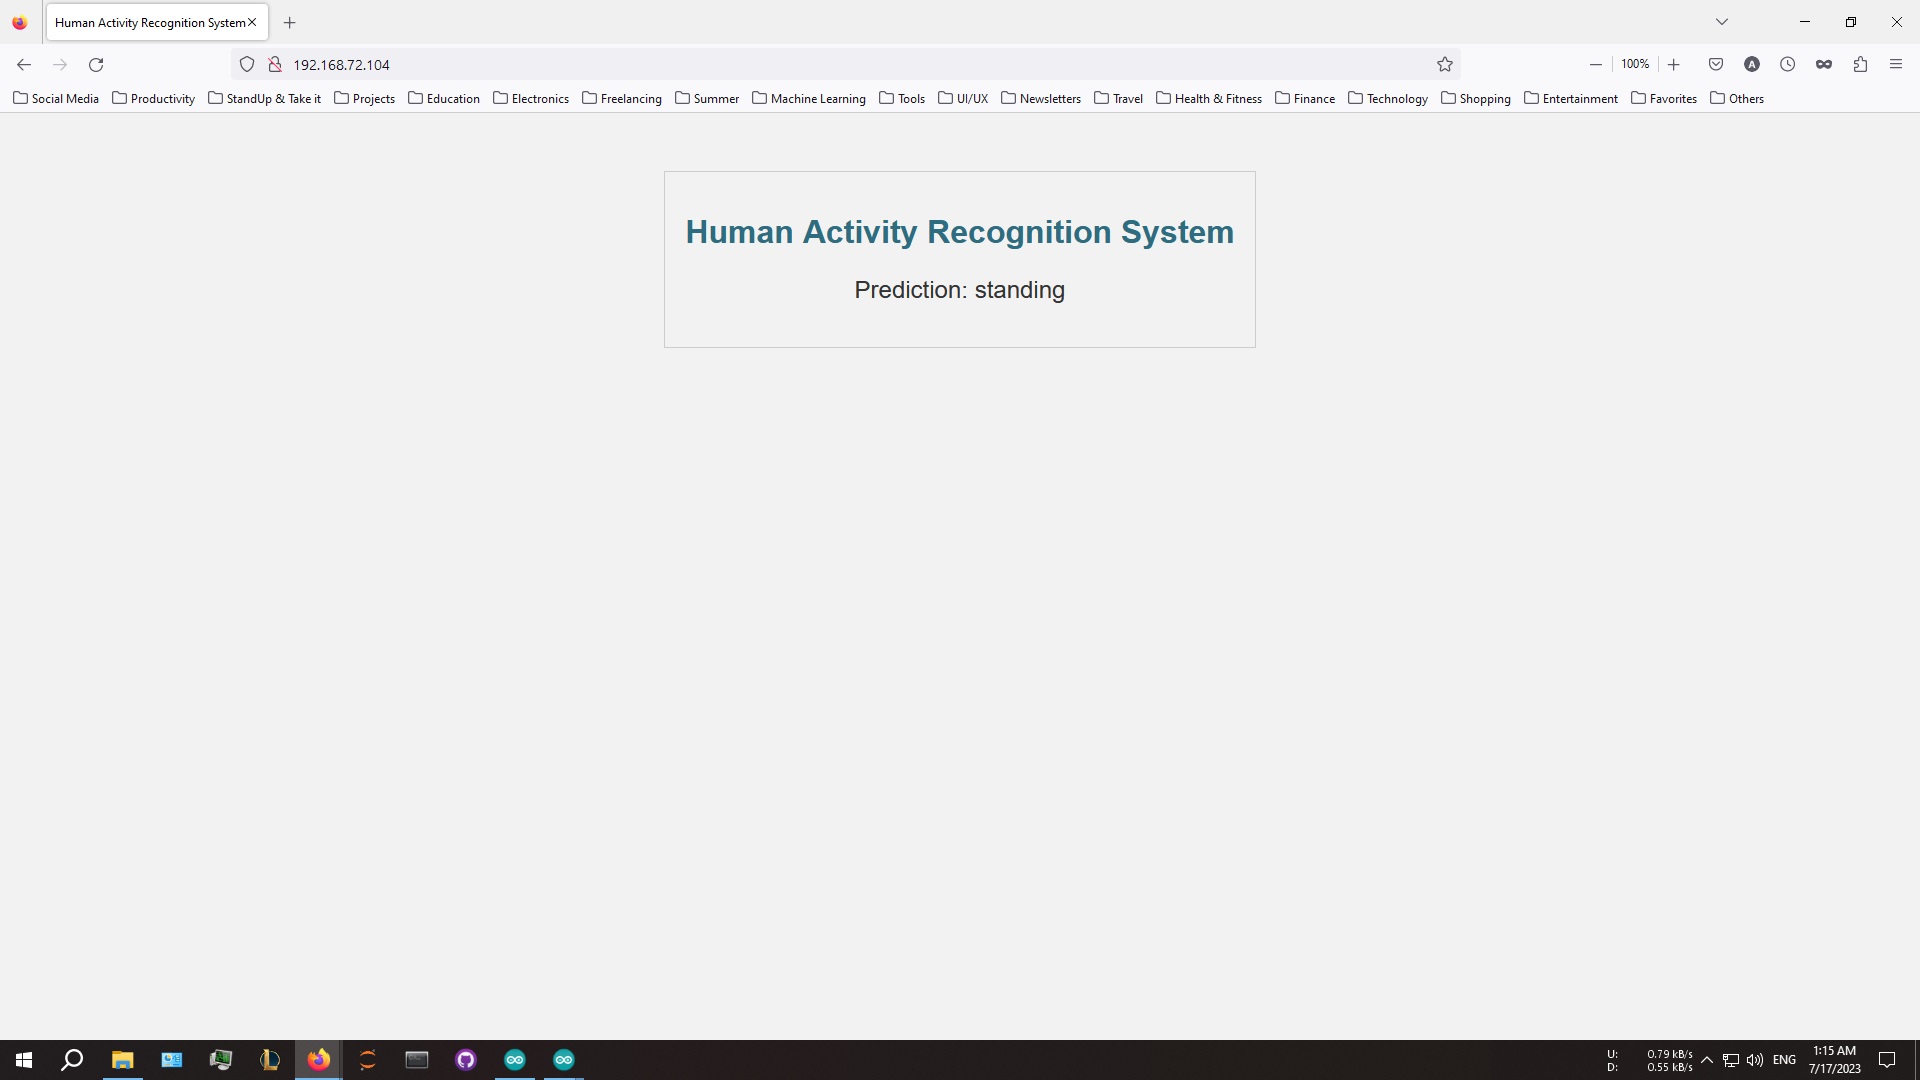 Human Activity Recognition System
192.168.72.104
100%
Social Media Productivity StandUp & Take it Projects Education Electronics Freelancing Summer Machine Learning Tools UI/UX Newsletters Travel Health & Fitness Finance Technology Shopping Entertainment Favorites Others
Human Activity Recognition System
Prediction: standing
U: 0.79 kB/s
D: 0.55 kB/s
ENG
1:15 AM
7/17/2023